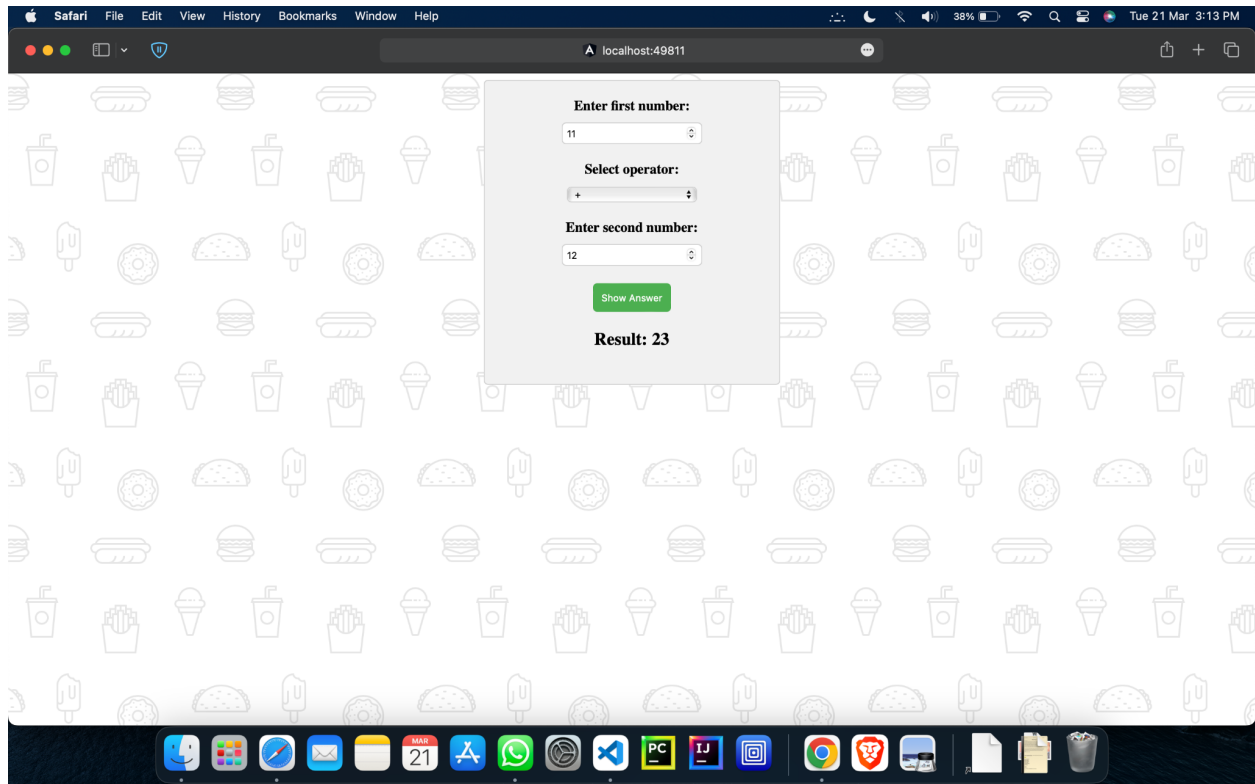 Safari File Edit View History Bookmarks Window Help 38% Tue 21 Mar 3:13 PM
localhost:49811
Enter first number:
11
Select operator:
+
Enter second number:
12
Show Answer
Result: 23
MAR
21
PC
IJ